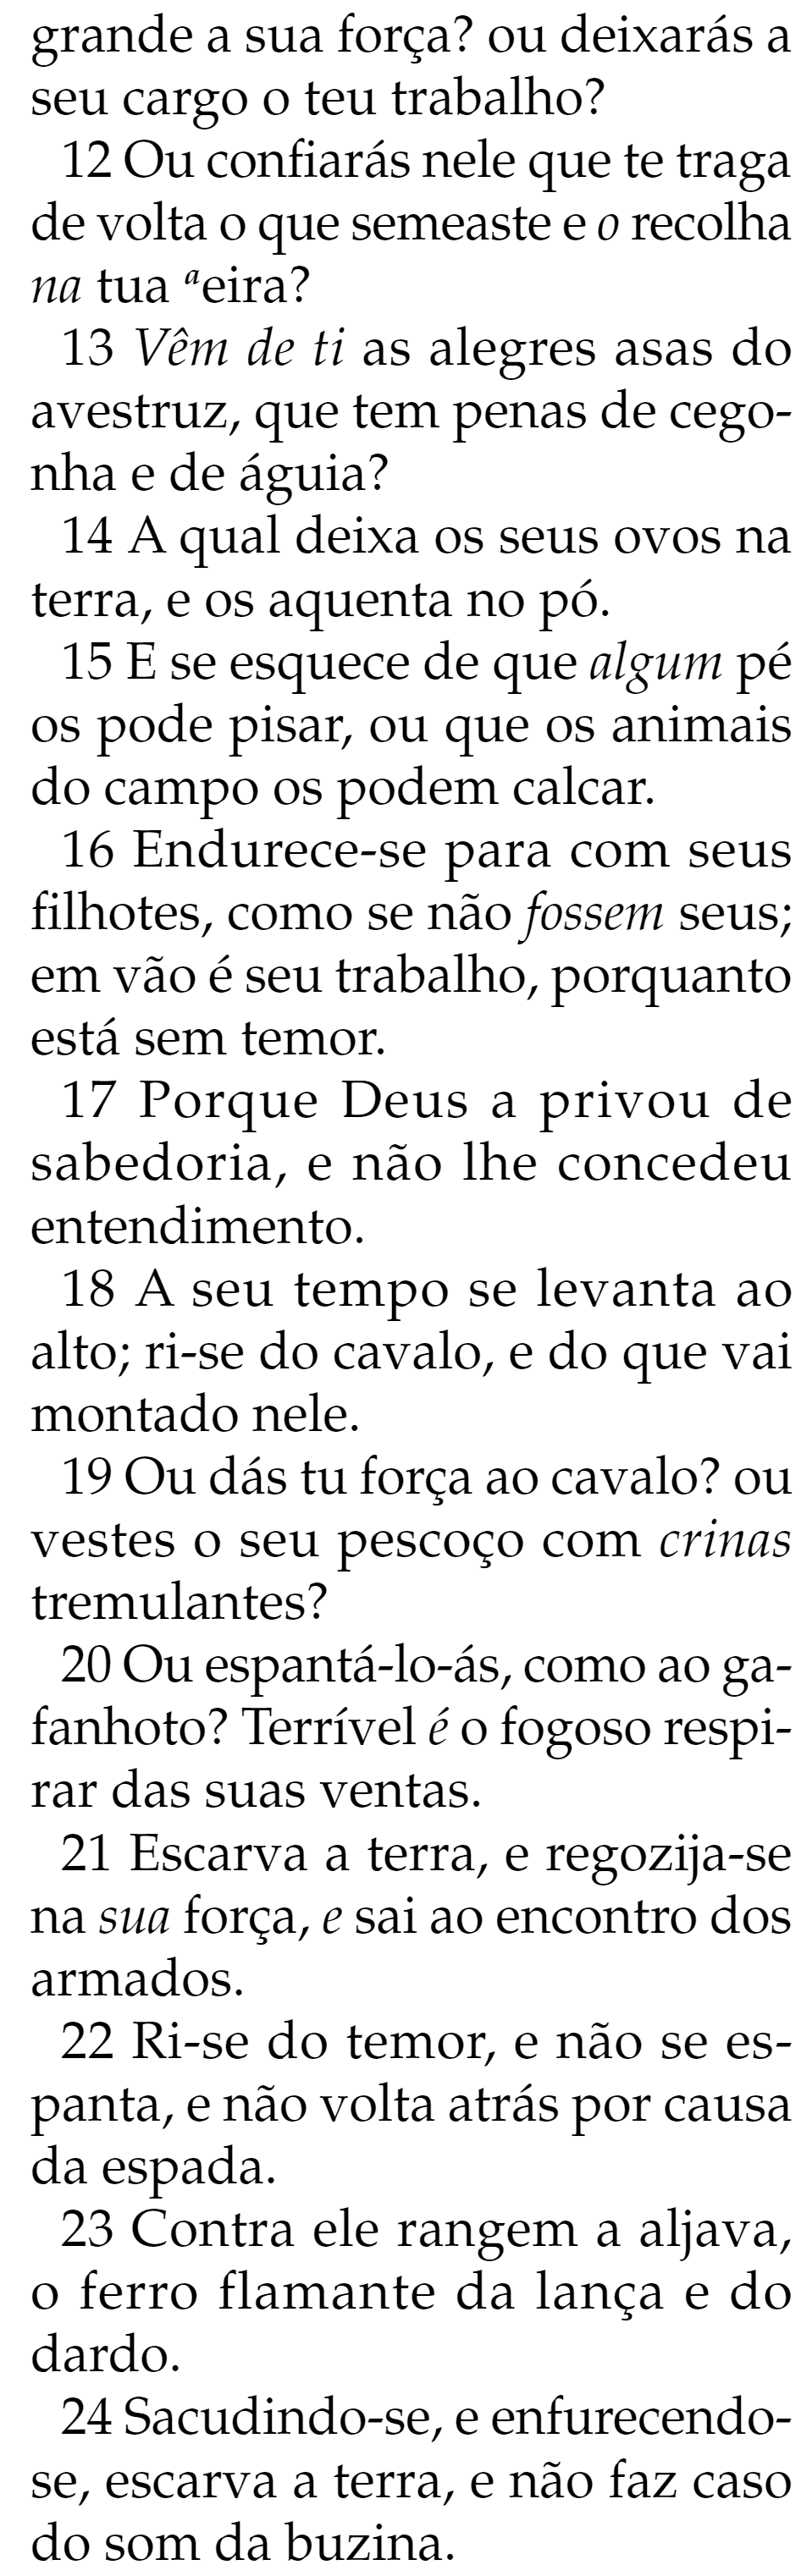 grande a sua força? ou deixarás a
seu cargo o teu trabalho?
12 Ou confiarás nele que te traga
de volta o que semeaste e o recolha
na tua ᵃeira?
13 Vêm de ti as alegres asas do
avestruz, que tem penas de cego-
nha e de águia?
14 A qual deixa os seus ovos na
terra, e os aquenta no pó.
15 E se esquece de que algum pé
os pode pisar, ou que os animais
do campo os podem calcar.
16 Endurece-se para com seus
filhotes, como se não fossem seus;
em vão é seu trabalho, porquanto
está sem temor.
17 Porque Deus a privou de
sabedoria, e não lhe concedeu
entendimento.
18 A seu tempo se levanta ao
alto; ri-se do cavalo, e do que vai
montado nele.
19 Ou dás tu força ao cavalo? ou
vestes o seu pescoço com crinas
tremulantes?
20 Ou espantá-lo-ás, como ao ga-
fanhoto? Terrível é o fogoso respi-
rar das suas ventas.
21 Escarva a terra, e regozija-se
na sua força, e sai ao encontro dos
armados.
22 Ri-se do temor, e não se es-
panta, e não volta atrás por causa
da espada.
23 Contra ele rangem a aljava,
o ferro flamante da lança e do
dardo.
24 Sacudindo-se, e enfurecendo-
se, escarva a terra, e não faz caso
do som da buzina.